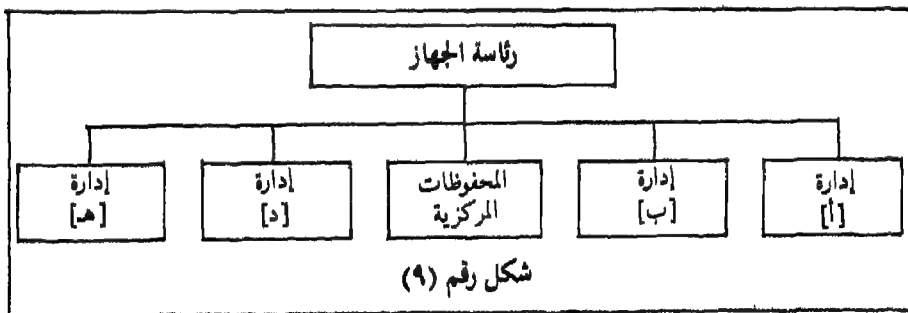 رئاسة الجهاز
إدارة
[أ]
إدارة
[ب]
المحفوظات
المركزية
إدارة
[د]
إدارة
[هـ]
شكل رقم (٩)